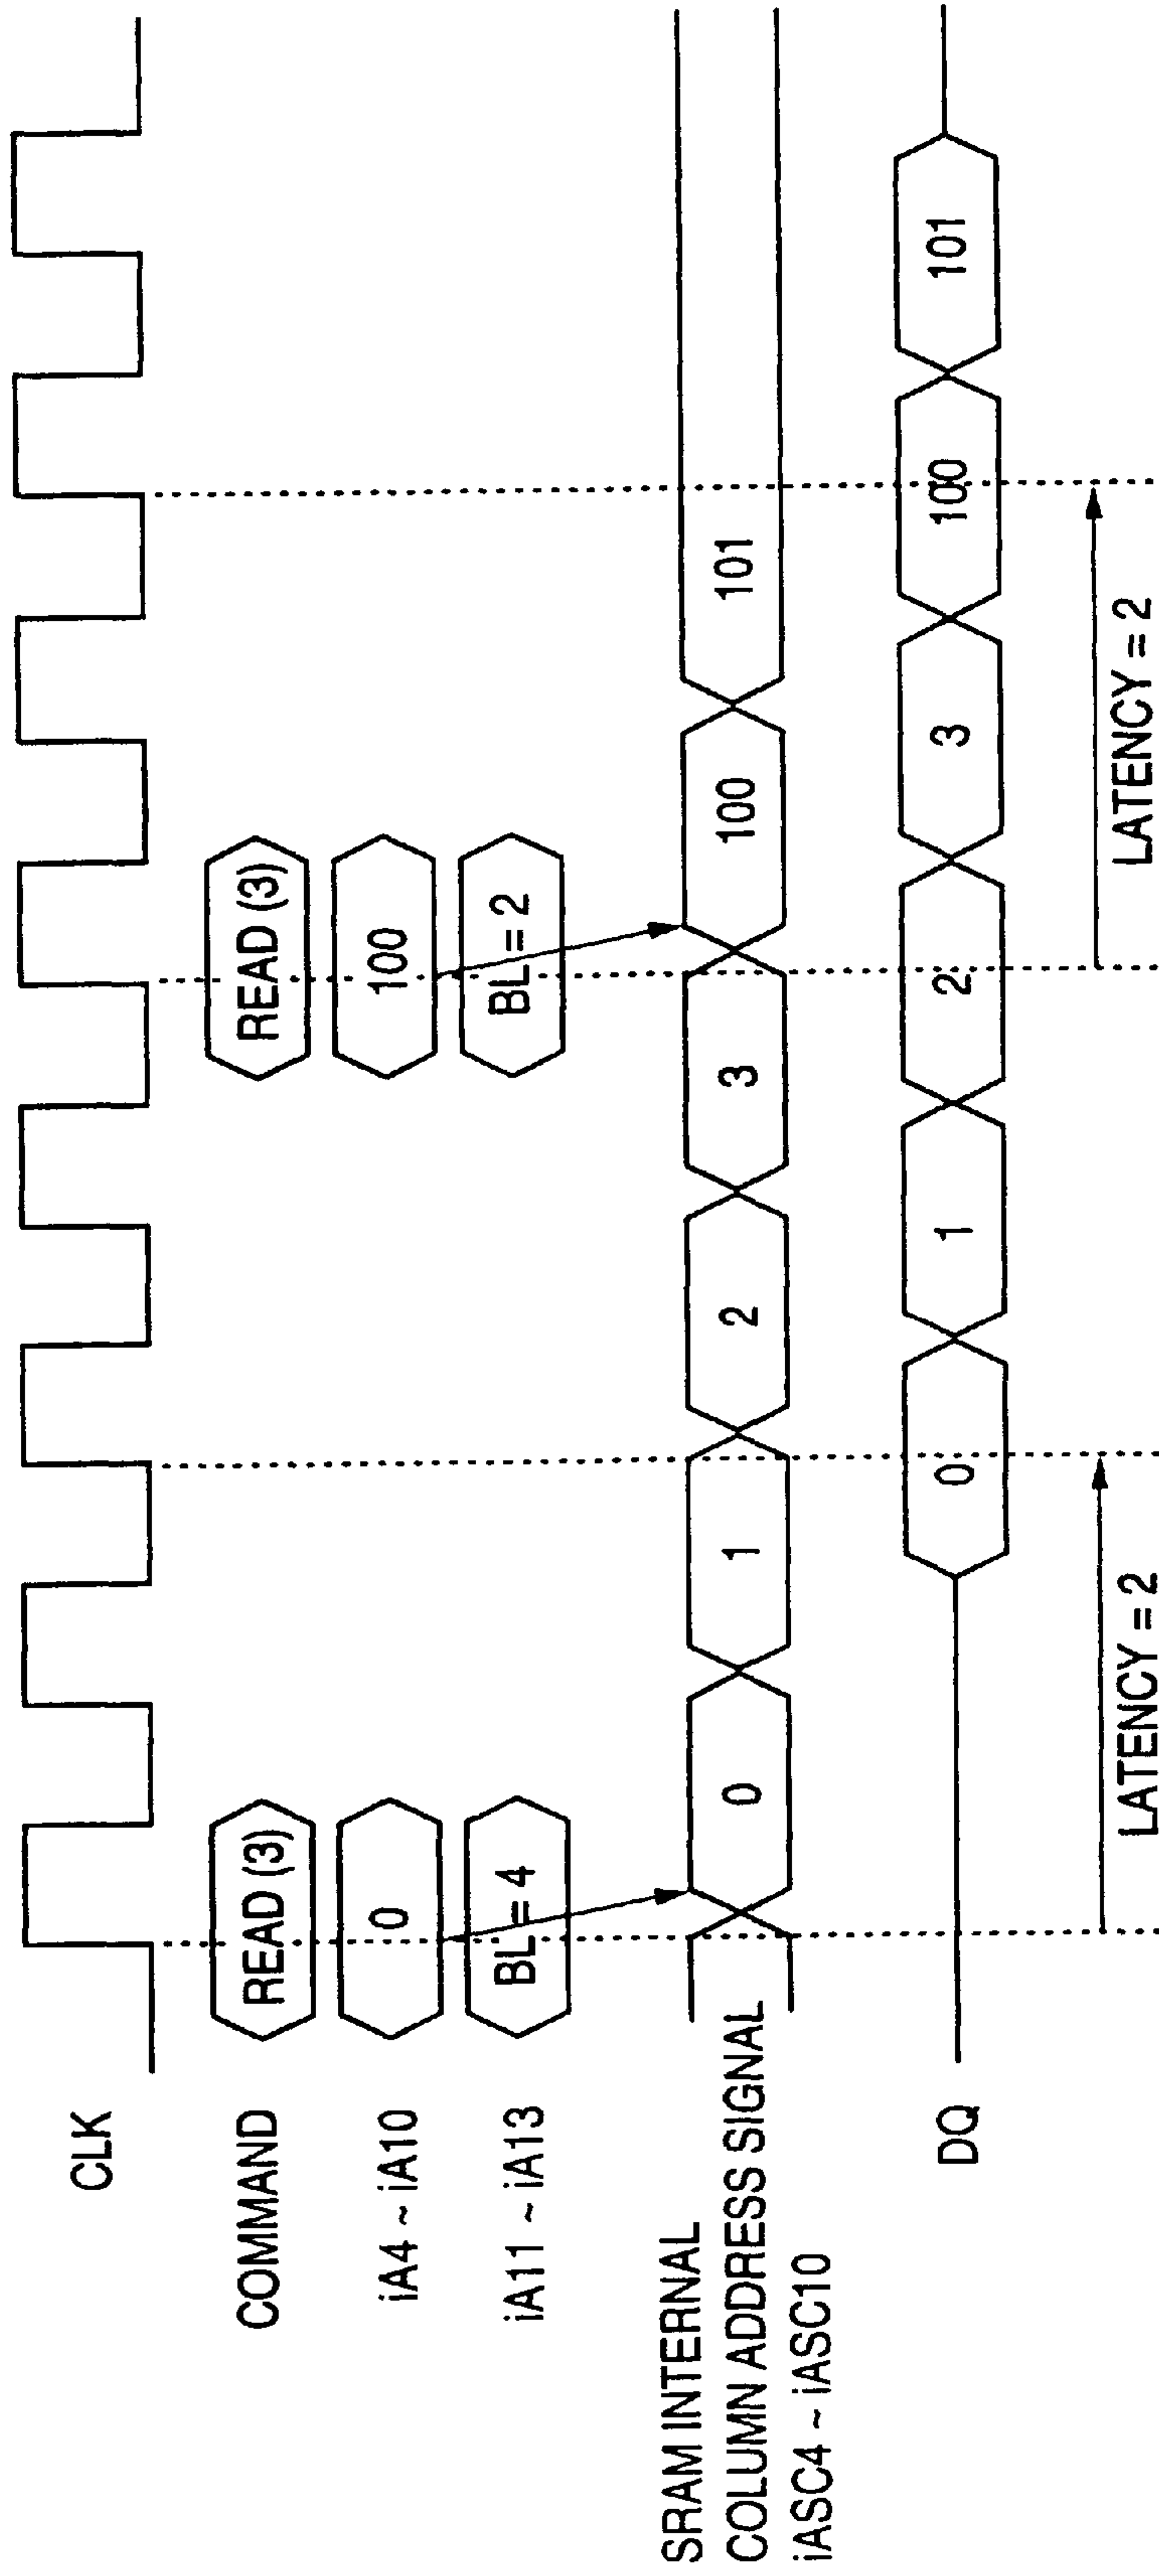 CLK
COMMAND
READ (3)
READ (3)
iA4 ~ iA10
0
100
iA11 ~ iA13
BL = 4
BL = 2
SRAM INTERNAL
COLUMN ADDRESS SIGNAL
iASC4 ~ iASC10
0
1
2
3
100
101
DQ
0
1
2
3
100
101
LATENCY = 2
LATENCY = 2